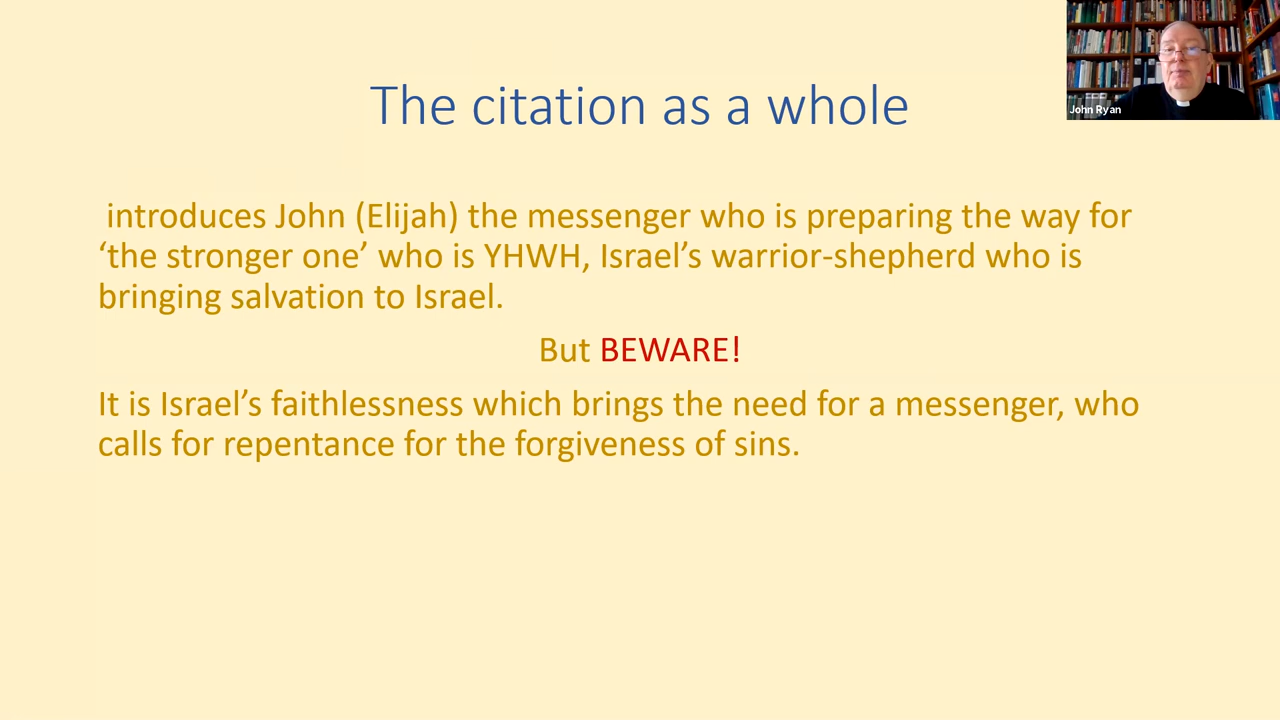 The citation as a whole
John Ryan
introduces John (Elijah) the messenger who is preparing the way for
‘the stronger one’ who is YHWH, Israel’s warrior-shepherd who is
bringing salvation to Israel.
But BEWARE!
It is Israel’s faithlessness which brings the need for a messenger, who
calls for repentance for the forgiveness of sins.